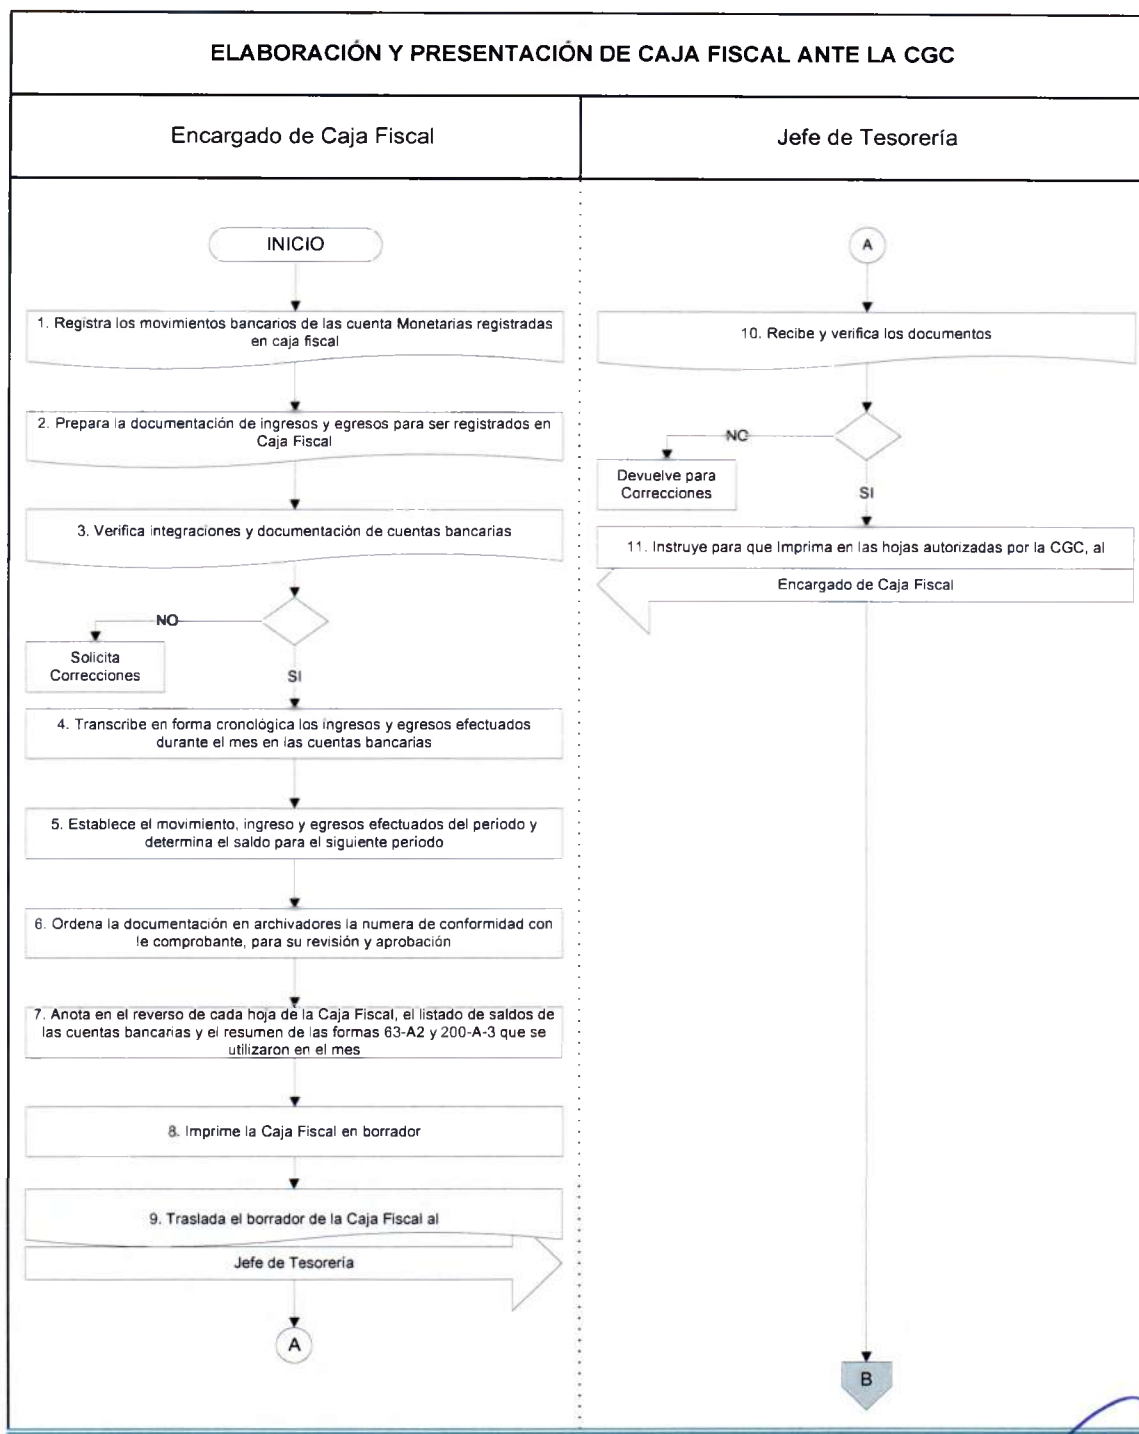 ELABORACIÓN Y PRESENTACIÓN DE CAJA FISCAL ANTE LA CGC
Encargado de Caja Fiscal
Jefe de Tesorería
INICIO
1. Registra los movimientos bancarios de las cuenta Monetarias registradas
en caja fiscal
2. Prepara la documentación de ingresos y egresos para ser registrados en
Caja Fiscal
3. Verifica integraciones y documentación de cuentas bancarias
NO
Solicita
Correcciones
SI
4. Transcribe en forma cronológica los ingresos y egresos efectuados
durante el mes en las cuentas bancarias
5. Establece el movimiento, ingreso y egresos efectuados del periodo y
determina el saldo para el siguiente periodo
6. Ordena la documentación en archivadores la numera de conformidad con
le comprobante, para su revisión y aprobación
7. Anota en el reverso de cada hoja de la Caja Fiscal, el listado de saldos de
las cuentas bancarias y el resumen de las formas 63-A2 y 200-A-3 que se
utilizaron en el mes
8. Imprime la Caja Fiscal en borrador
9. Traslada el borrador de la Caja Fiscal al
Jefe de Tesorería
A
A
10. Recibe y verifica los documentos
NO
Devuelve para
Correcciones
SI
11. Instruye para que Imprima en las hojas autorizadas por la CGC, al
Encargado de Caja Fiscal
B